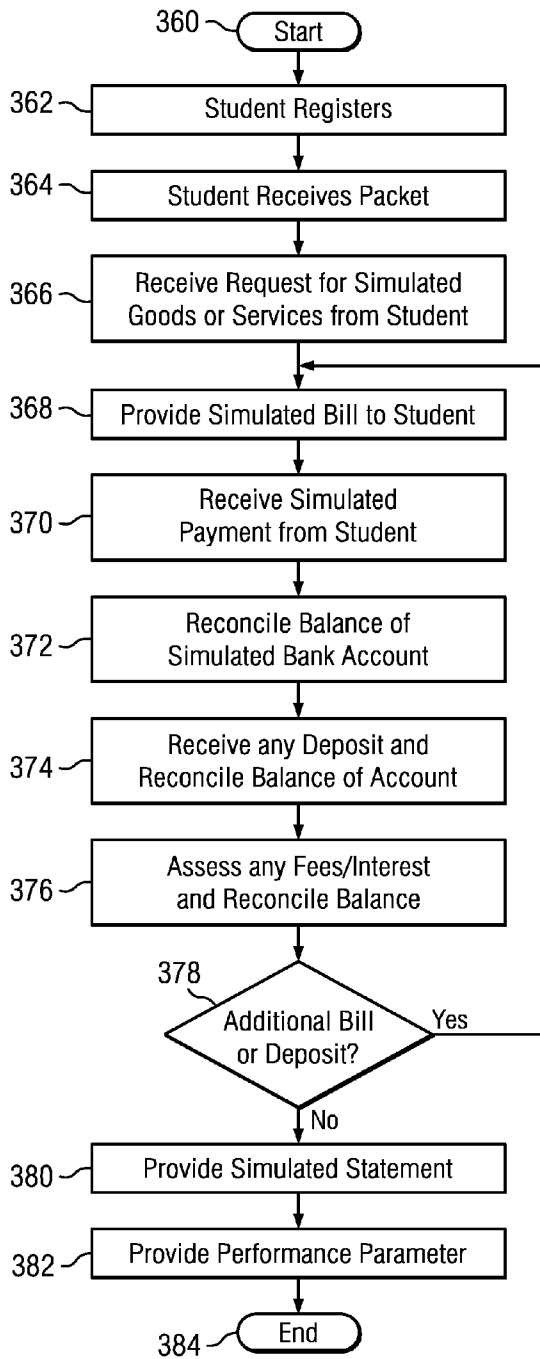 360
Start
362
Student Registers
364
Student Receives Packet
366
Receive Request for Simulated
Goods or Services from Student
368
Provide Simulated Bill to Student
370
Receive Simulated
Payment from Student
372
Reconcile Balance of
Simulated Bank Account
374
Receive any Deposit and
Reconcile Balance of Account
376
Assess any Fees/Interest
and Reconcile Balance
378
Additional Bill
or Deposit?
Yes
No
380
Provide Simulated Statement
382
Provide Performance Parameter
384
End